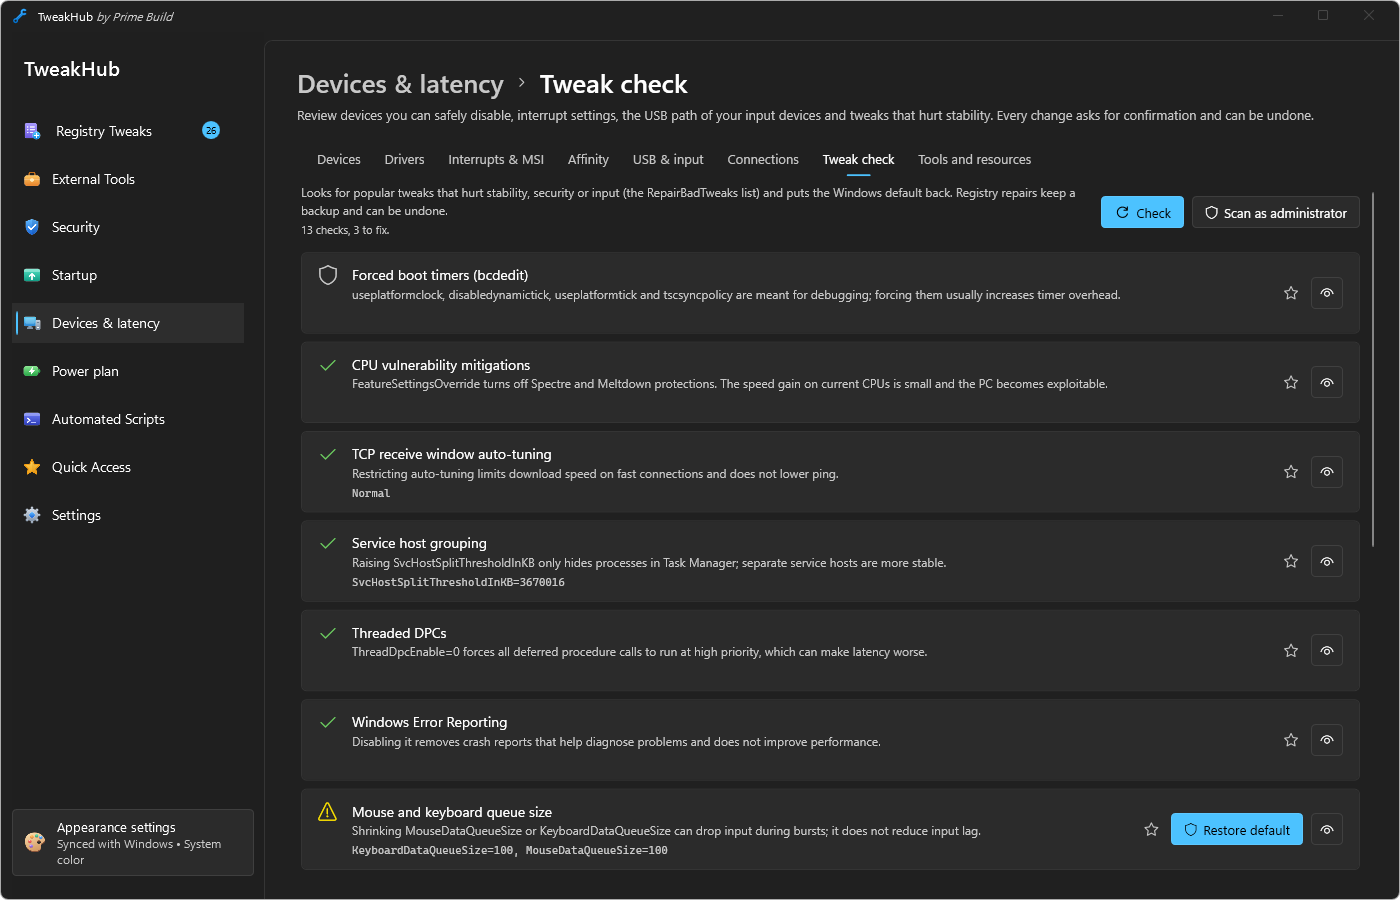 TweakHub by Prime Build
TweakHub
Registry Tweaks
26
External Tools
Security
Startup
Devices & latency
Power plan
Automated Scripts
Quick Access
Settings
Appearance settings
Synced with Windows • System
color
Devices & latency › Tweak check
Review devices you can safely disable, interrupt settings, the USB path of your input devices and tweaks that hurt stability. Every change asks for confirmation and can be undone.
Devices Drivers Interrupts & MSI Affinity USB & input Connections Tweak check Tools and resources
Looks for popular tweaks that hurt stability, security or input (the RepairBadTweaks list) and puts the Windows default back. Registry repairs keep a
backup and can be undone.
13 checks, 3 to fix.
Check
Scan as administrator
Forced boot timers (bcdedit)
useplatformclock, disabledynamictick, useplatformtick and tscsyncpolicy are meant for debugging; forcing them usually increases timer overhead.
CPU vulnerability mitigations
FeatureSettingsOverride turns off Spectre and Meltdown protections. The speed gain on current CPUs is small and the PC becomes exploitable.
TCP receive window auto-tuning
Restricting auto-tuning limits download speed on fast connections and does not lower ping.
Normal
Service host grouping
Raising SvcHostSplitThresholdInKB only hides processes in Task Manager; separate service hosts are more stable.
SvcHostSplitThresholdInKB=3670016
Threaded DPCs
ThreadDpcEnable=0 forces all deferred procedure calls to run at high priority, which can make latency worse.
Windows Error Reporting
Disabling it removes crash reports that help diagnose problems and does not improve performance.
Mouse and keyboard queue size
Shrinking MouseDataQueueSize or KeyboardDataQueueSize can drop input during bursts; it does not reduce input lag.
KeyboardDataQueueSize=100, MouseDataQueueSize=100
Restore default